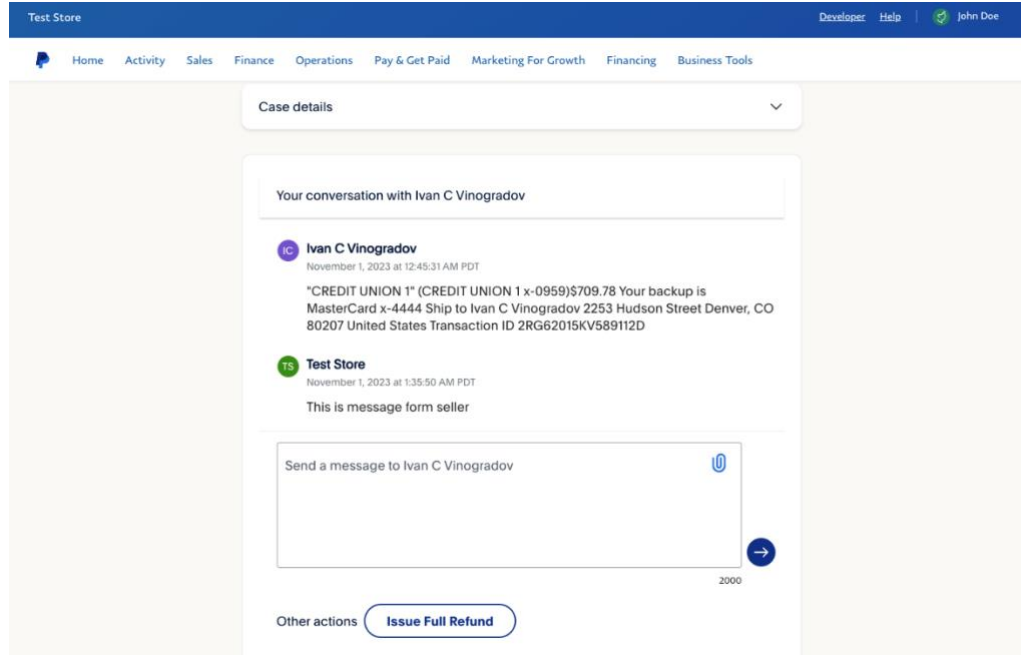 Test Store
Developer Help John Doe
Home Activity Sales Finance Operations Pay & Get Paid Marketing For Growth Financing Business Tools
Case details
Your conversation with Ivan C Vinogradov
IC Ivan C Vinogradov
November 1, 2023 at 12:45:31 AM PDT
"CREDIT UNION 1" (CREDIT UNION 1 x-0959)$709.78 Your backup is
MasterCard x-4444 Ship to Ivan C Vinogradov 2253 Hudson Street Denver, CO
80207 United States Transaction ID 2RG62015KV589112D
TS Test Store
November 1, 2023 at 1:35:50 AM PDT
This is message form seller
Send a message to Ivan C Vinogradov
2000
Other actions Issue Full Refund